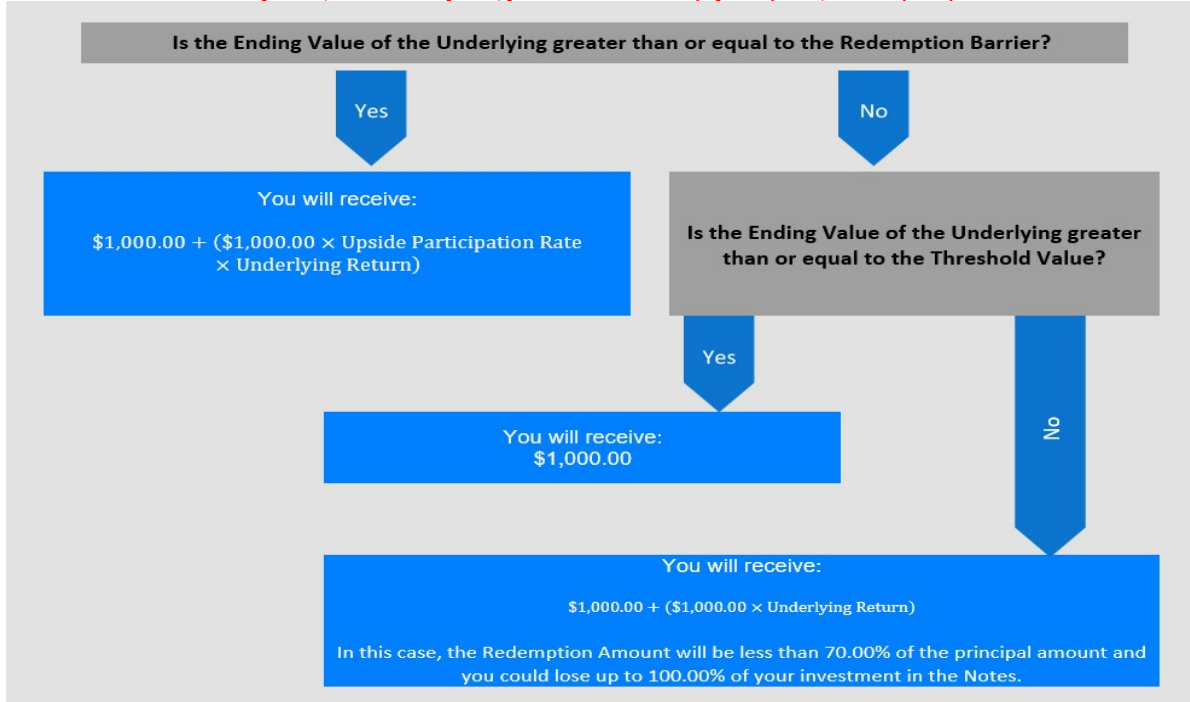 Is the Ending Value of the Underlying greater than or equal to the Redemption Barrier?
Yes
No
You will receive:
$1,000.00 + ($1,000.00 × Upside Participation Rate
× Underlying Return)
Is the Ending Value of the Underlying greater
than or equal to the Threshold Value?
Yes
No
You will receive:
$1,000.00
You will receive:
$1,000.00 + ($1,000.00 × Underlying Return)
In this case, the Redemption Amount will be less than 70.00% of the principal amount and
you could lose up to 100.00% of your investment in the Notes.